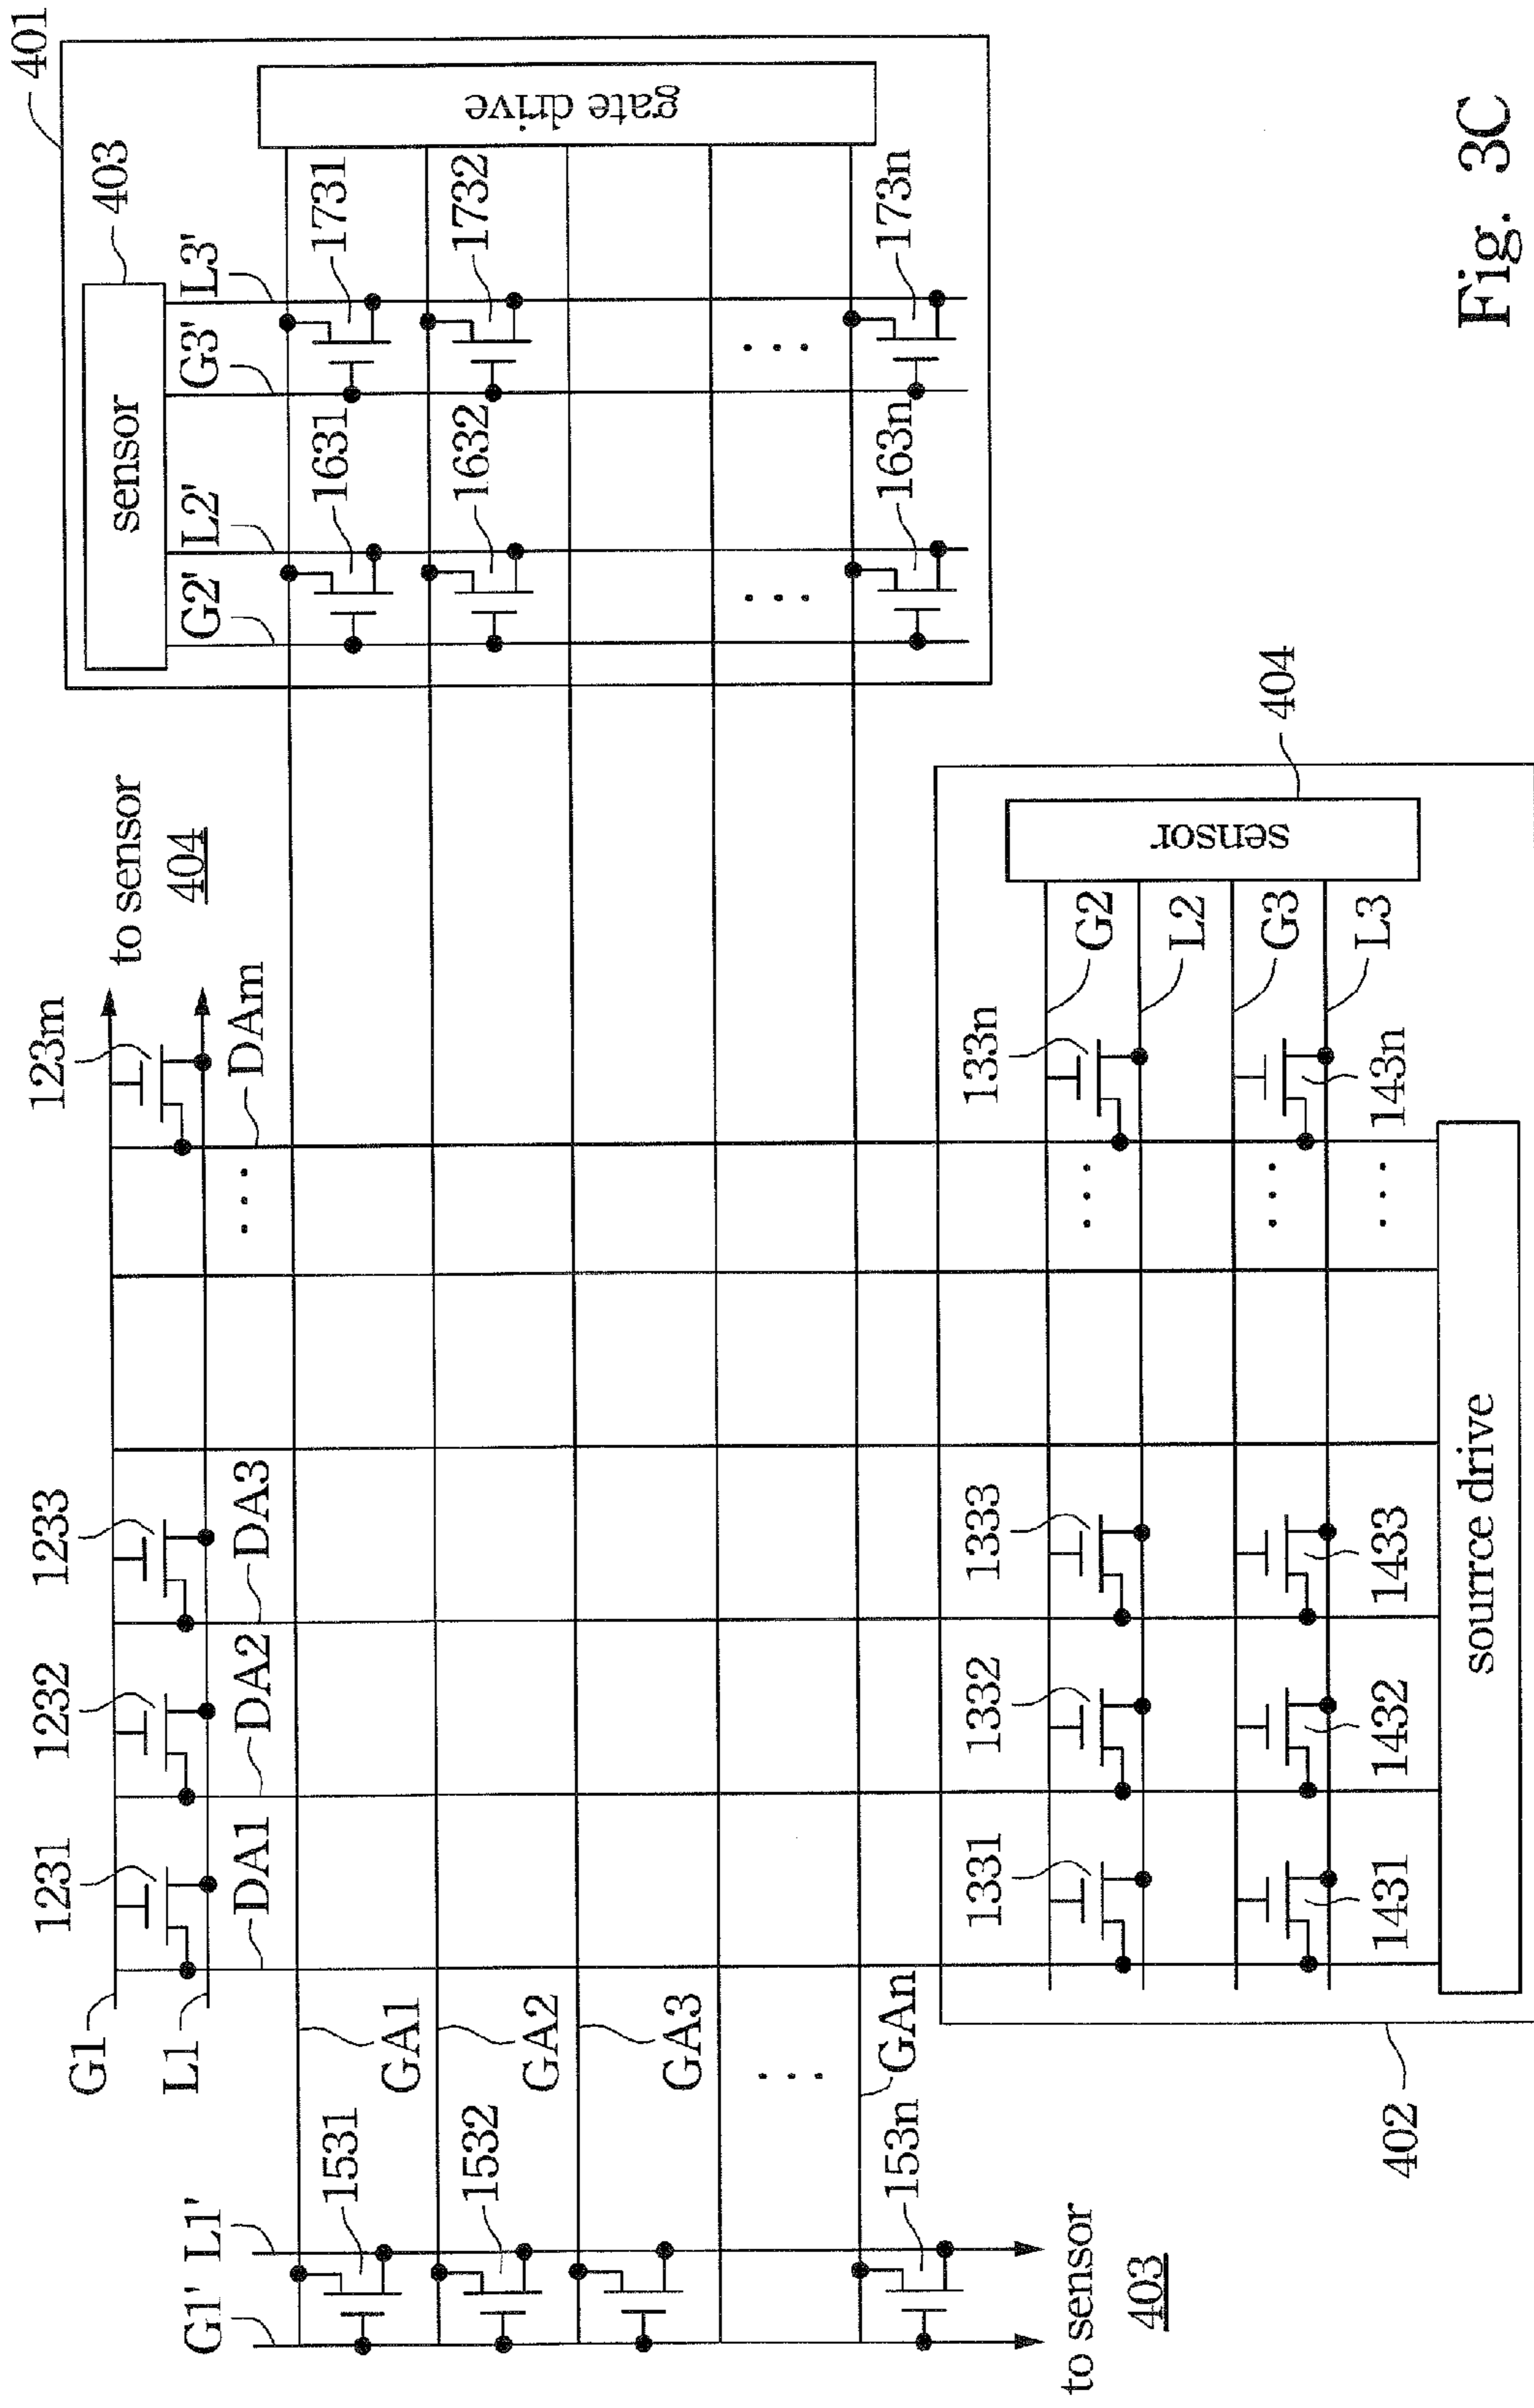 G1
L1
1231
1232
1233
123m
to sensor
404
DA1
DA2
DA3
DAm
...
G1'
L1'
1531
1532
153n
GA1
GA2
GA3
...
GAn
to sensor
403
401
sensor
403
G2'
L2'
G3'
L3'
gate drive
1631
1731
1632
1732
...
...
163n
173n
1331
1332
1333
133n
G2
L2
G3
L3
sensor
404
...
...
...
1431
1432
1433
143n
source drive
402
Fig. 3C